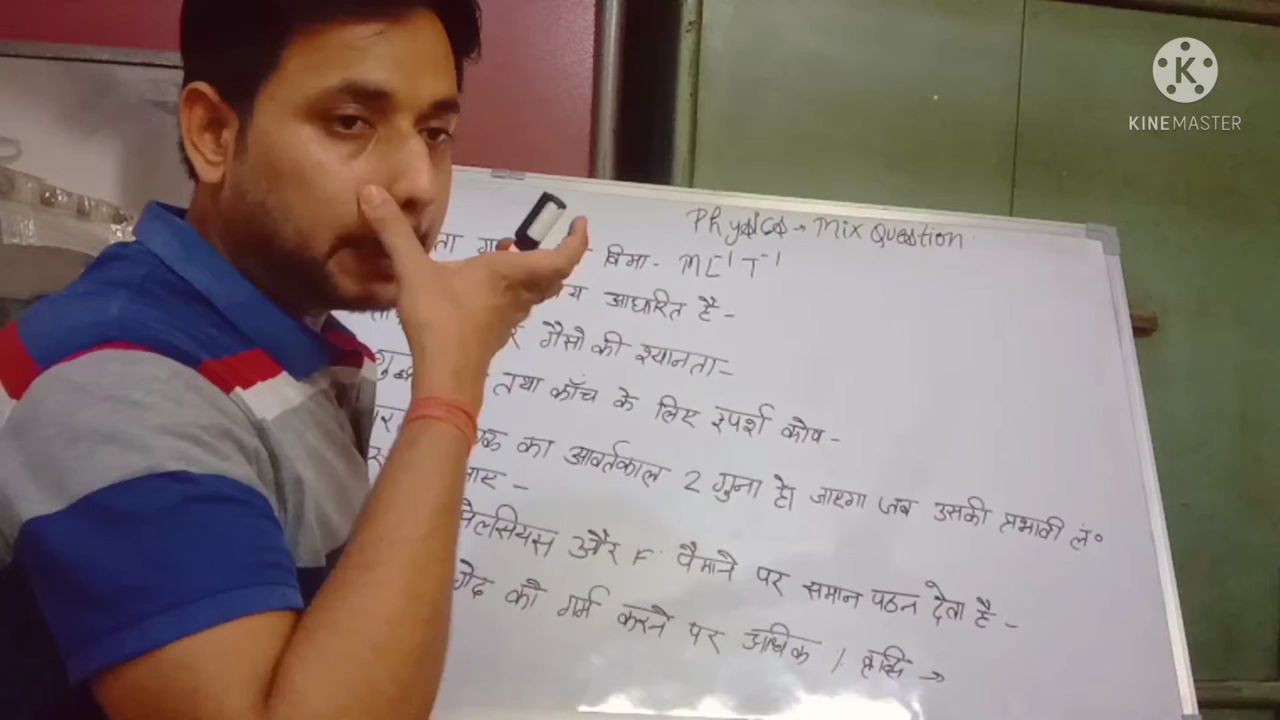 KINEMASTER
Physics → Mix Question
विमा- ML⁻¹T⁻¹
आधारित है-
गैसो की श्यानता-
तथा काँच के लिए स्पर्श कोण-
का आवर्तकाल 2 गुना हो जाएगा जब उसकी प्रभावी लं०
सेल्सियस और F पैमाने पर समान पठन देता है-
गेंद को गर्म करने पर अधिक % वृद्धि →